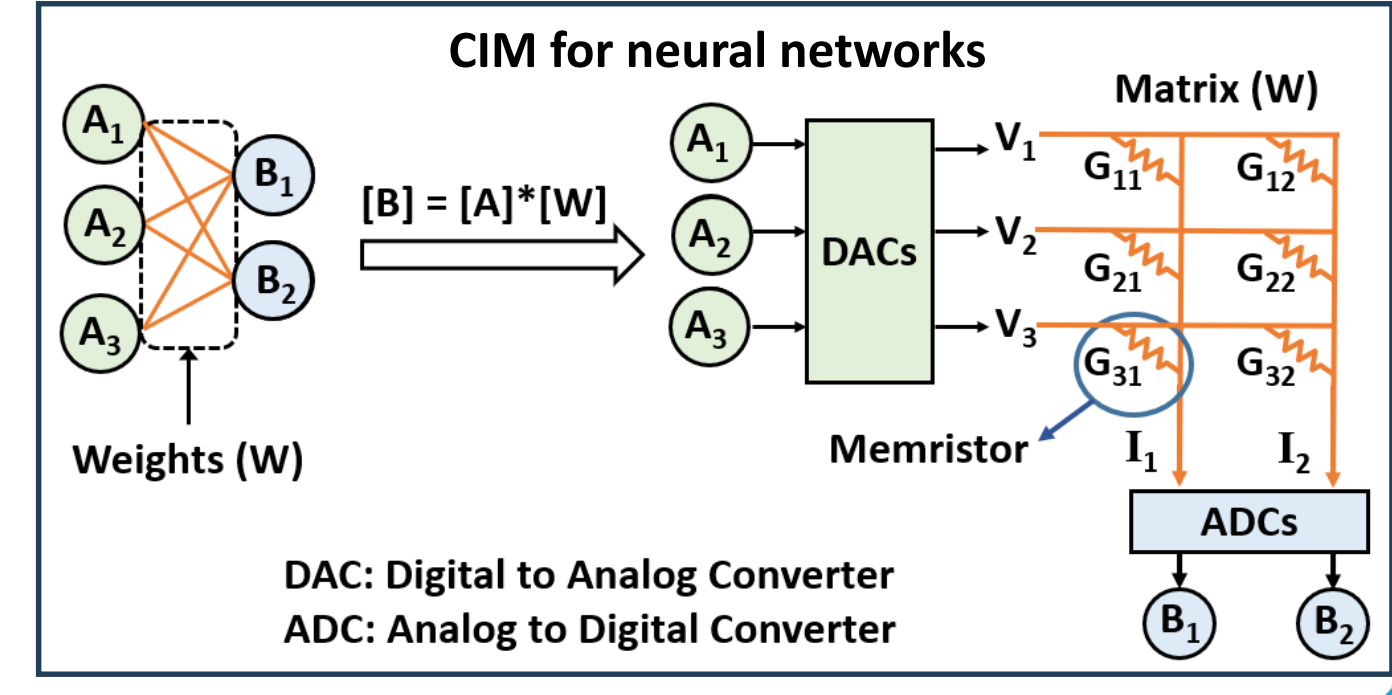 CIM for neural networks
A1
A2
A3
B1
B2
Weights (W)
[B] = [A]*[W]
A1
A2
A3
DACs
V1
V2
V3
Matrix (W)
G11
G12
G21
G22
G31
G32
Memristor
I1
I2
ADCs
B1
B2
DAC: Digital to Analog Converter
ADC: Analog to Digital Converter